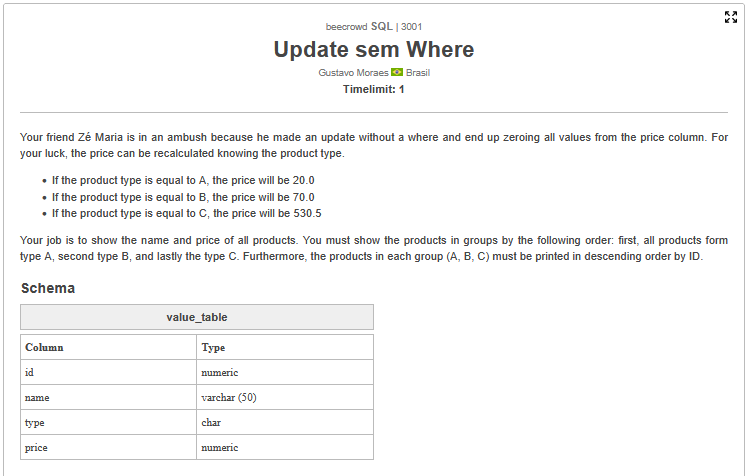 beecrowd SQL | 3001
Update sem Where
Gustavo Moraes Brasil
Timelimit: 1
Your friend Zé Maria is in an ambush because he made an update without a where and end up zeroing all values from the price column. For
your luck, the price can be recalculated knowing the product type.
• If the product type is equal to A, the price will be 20.0
• If the product type is equal to B, the price will be 70.0
• If the product type is equal to C, the price will be 530.5
Your job is to show the name and price of all products. You must show the products in groups by the following order: first, all products form
type A, second type B, and lastly the type C. Furthermore, the products in each group (A, B, C) must be printed in descending order by ID.
Schema
value_table
Column Type
id numeric
name varchar (50)
type char
price numeric